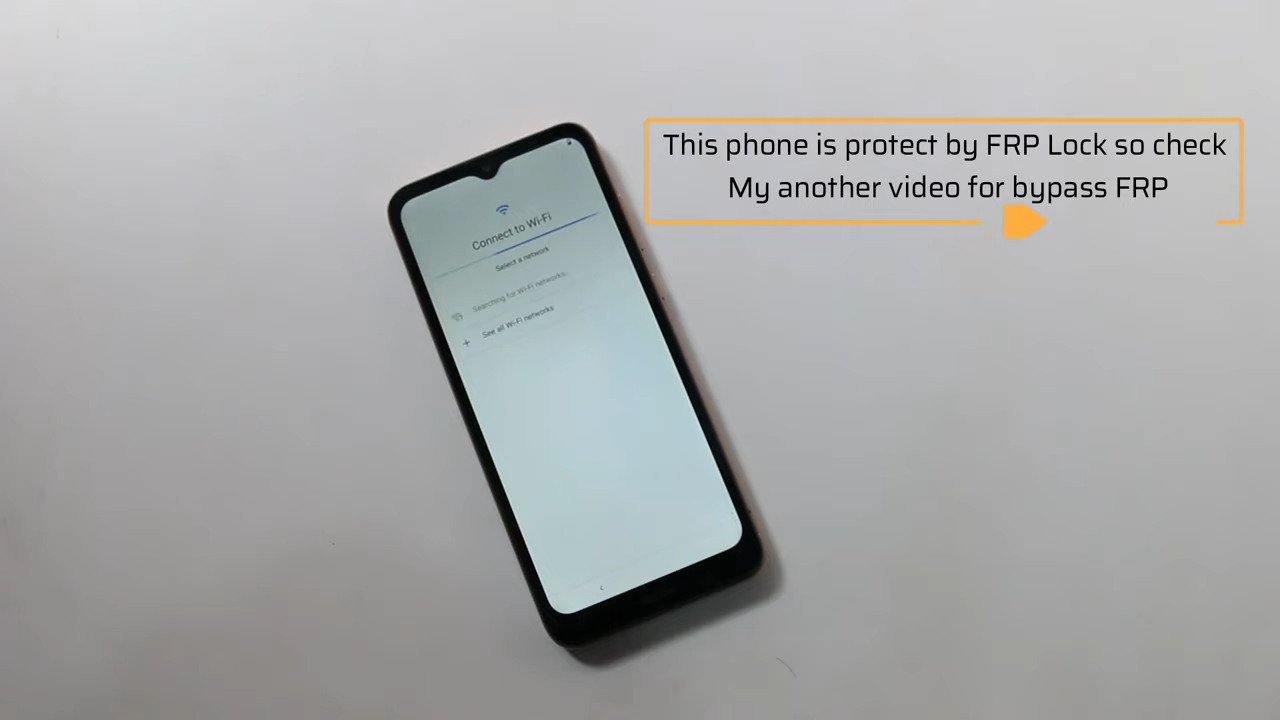 This phone is protect by FRP Lock so check
My another video for bypass FRP
Connect to Wi-Fi
Select a network
Searching for Wi-Fi networks…
See all Wi-Fi networks